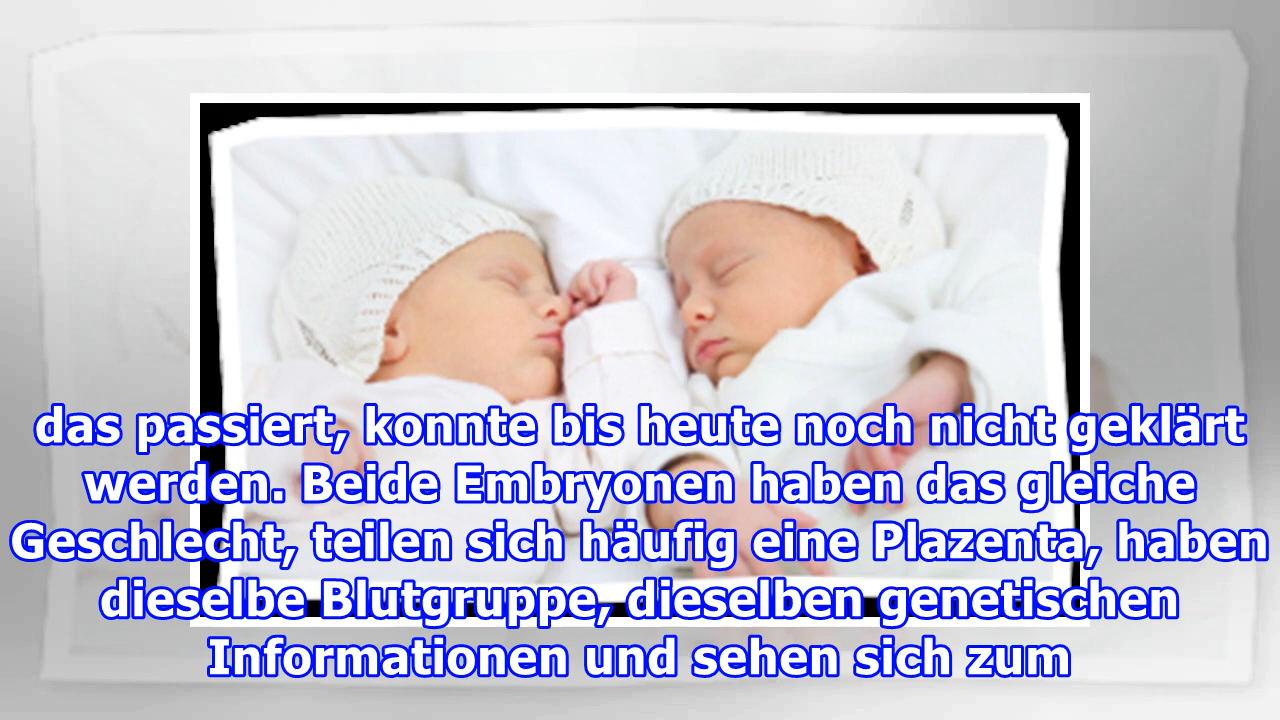 das passiert, konnte bis heute noch nicht geklärt
werden. Beide Embryonen haben das gleiche
Geschlecht, teilen sich häufig eine Plazenta, haben
dieselbe Blutgruppe, dieselben genetischen
Informationen und sehen sich zum